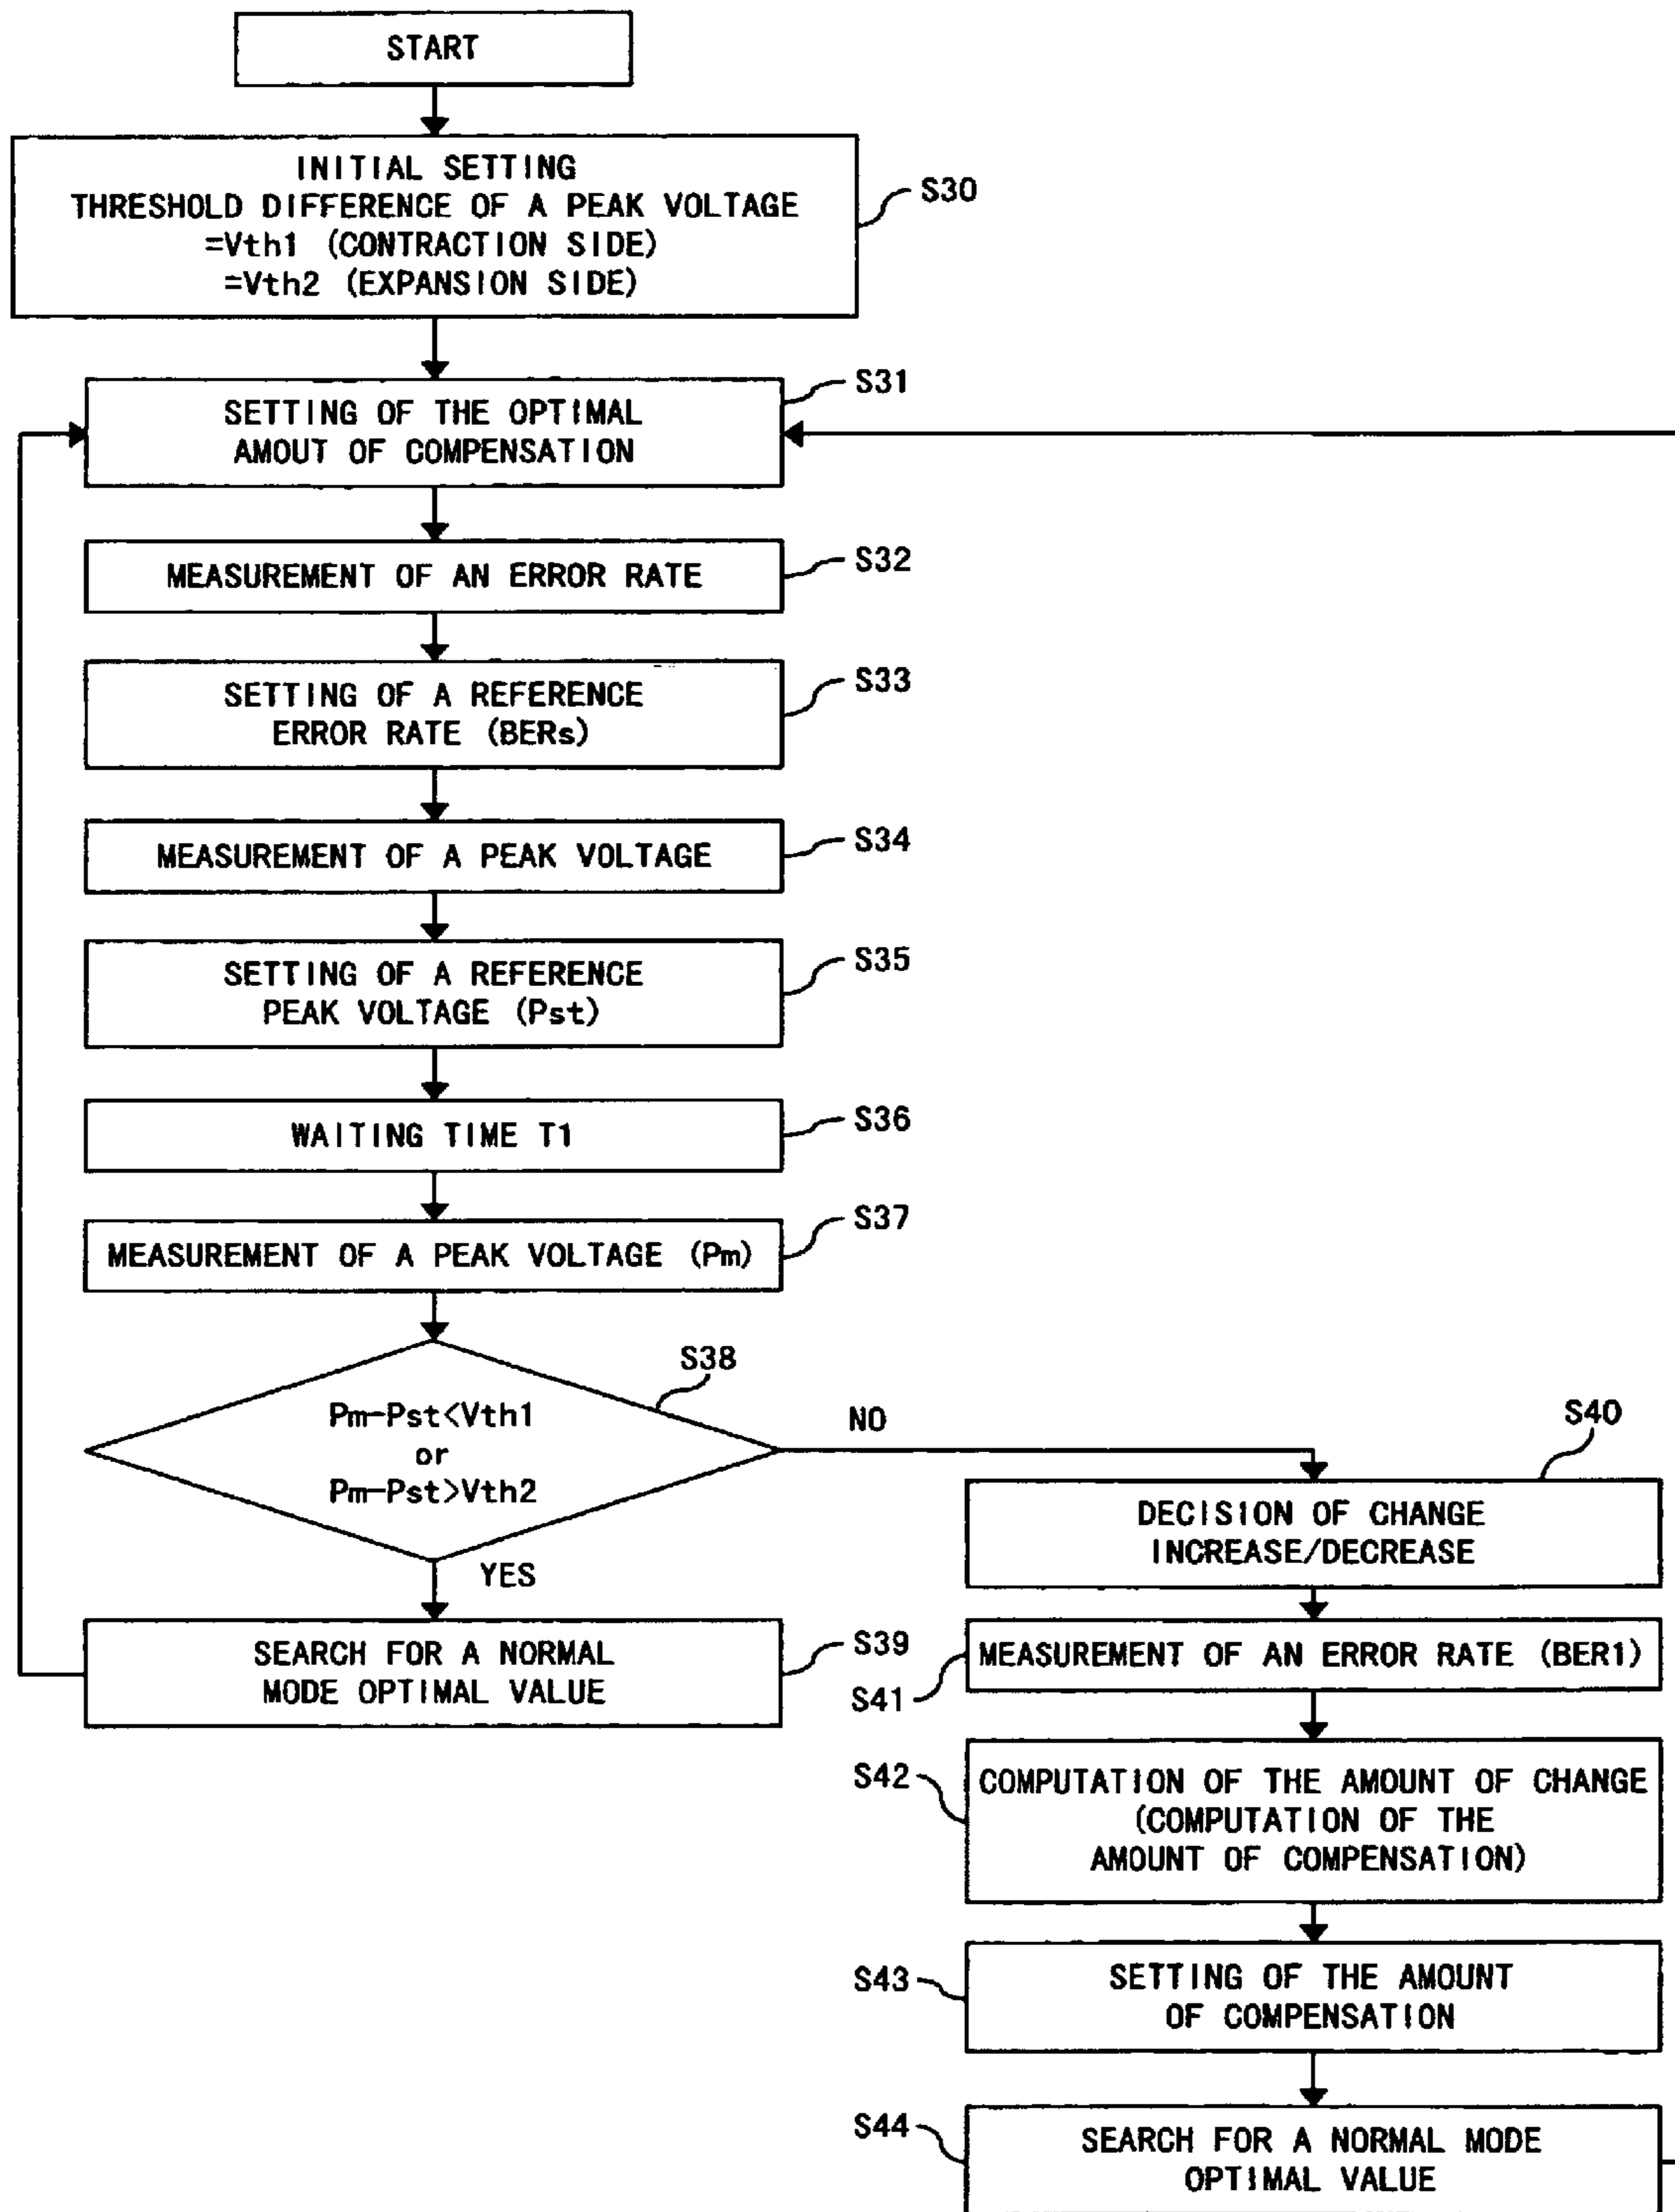 START
INITIAL SETTING
THRESHOLD DIFFERENCE OF A PEAK VOLTAGE
=Vth1 (CONTRACTION SIDE)
=Vth2 (EXPANSION SIDE)
S30
SETTING OF THE OPTIMAL
AMOUT OF COMPENSATION
S31
MEASUREMENT OF AN ERROR RATE
S32
SETTING OF A REFERENCE
ERROR RATE (BERs)
S33
MEASUREMENT OF A PEAK VOLTAGE
S34
SETTING OF A REFERENCE
PEAK VOLTAGE (Pst)
S35
WAITING TIME T1
S36
MEASUREMENT OF A PEAK VOLTAGE (Pm)
S37
Pm-Pst<Vth1
or
Pm-Pst>Vth2
S38
NO
YES
SEARCH FOR A NORMAL
MODE OPTIMAL VALUE
S39
S40
DECISION OF CHANGE
INCREASE/DECREASE
MEASUREMENT OF AN ERROR RATE (BER1)
S41
S42
COMPUTATION OF THE AMOUNT OF CHANGE
(COMPUTATION OF THE
AMOUNT OF COMPENSATION)
S43
SETTING OF THE AMOUNT
OF COMPENSATION
S44
SEARCH FOR A NORMAL MODE
OPTIMAL VALUE